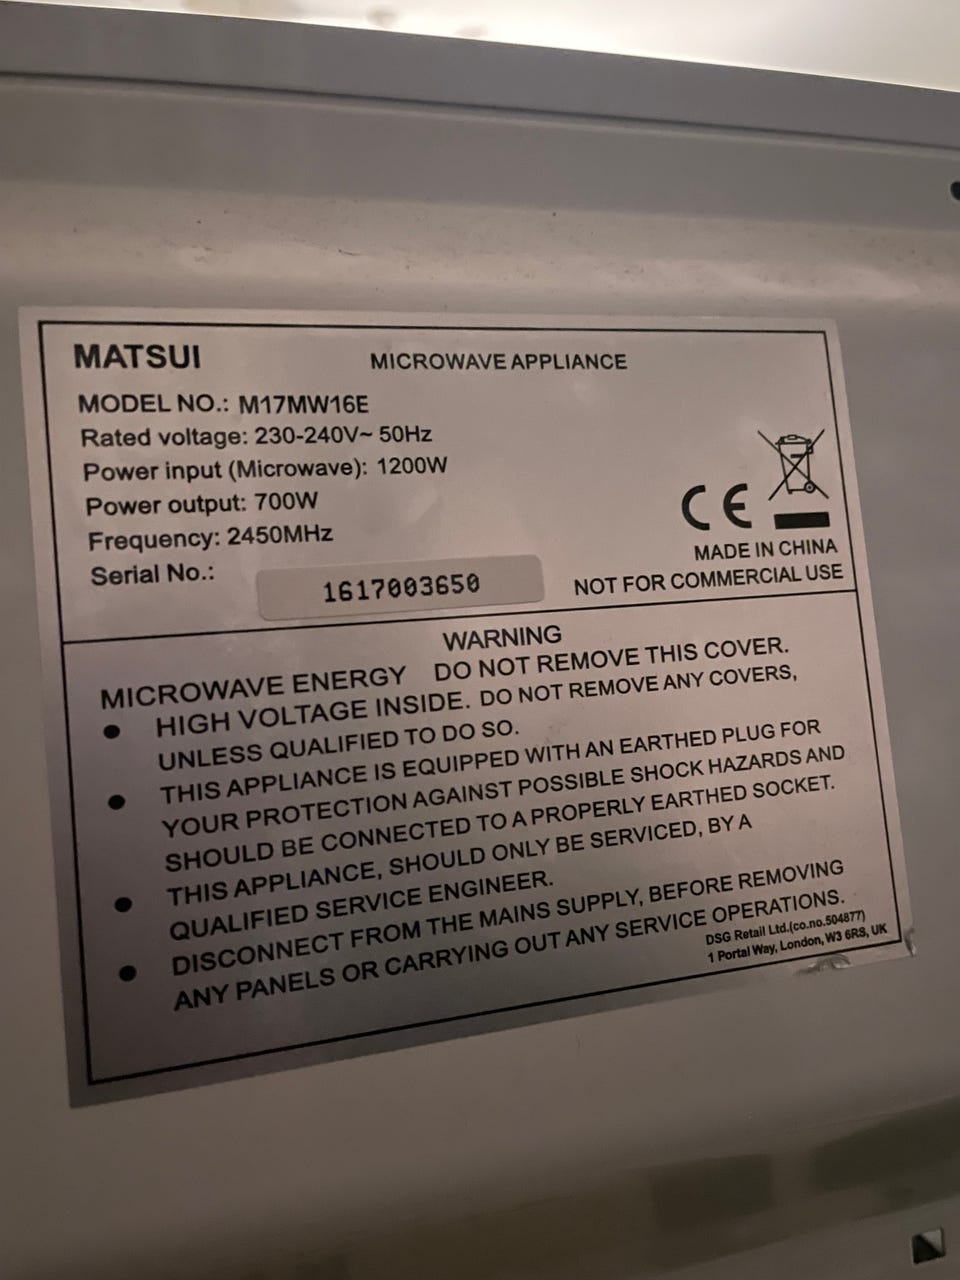 MATSUI
MICROWAVE APPLIANCE
MODEL NO.: M17MW16E
Rated voltage: 230-240V~ 50Hz
Power input (Microwave): 1200W
Power output: 700W
Frequency: 2450MHz
Serial No.:
1617003650
CE
MADE IN CHINA
NOT FOR COMMERCIAL USE
WARNING
MICROWAVE ENERGY DO NOT REMOVE THIS COVER.
• HIGH VOLTAGE INSIDE. DO NOT REMOVE ANY COVERS,
UNLESS QUALIFIED TO DO SO.
• THIS APPLIANCE IS EQUIPPED WITH AN EARTHED PLUG FOR
YOUR PROTECTION AGAINST POSSIBLE SHOCK HAZARDS AND
SHOULD BE CONNECTED TO A PROPERLY EARTHED SOCKET.
• THIS APPLIANCE, SHOULD ONLY BE SERVICED, BY A
QUALIFIED SERVICE ENGINEER.
• DISCONNECT FROM THE MAINS SUPPLY, BEFORE REMOVING
ANY PANELS OR CARRYING OUT ANY SERVICE OPERATIONS.
DSG Retail Ltd.(co.no.504877)
1 Portal Way, London, W3 6RS, UK